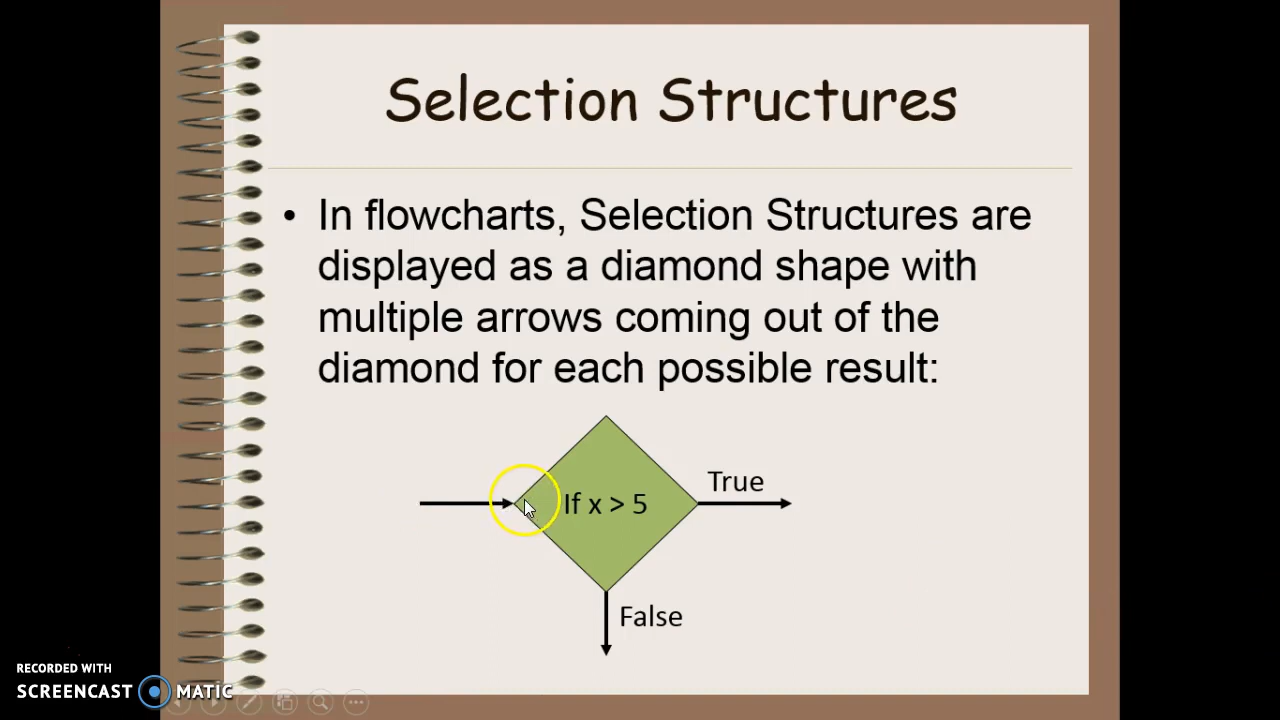 Selection Structures
• In flowcharts, Selection Structures are
displayed as a diamond shape with
multiple arrows coming out of the
diamond for each possible result:
If x > 5
True
False
RECORDED WITH
SCREENCAST MATIC